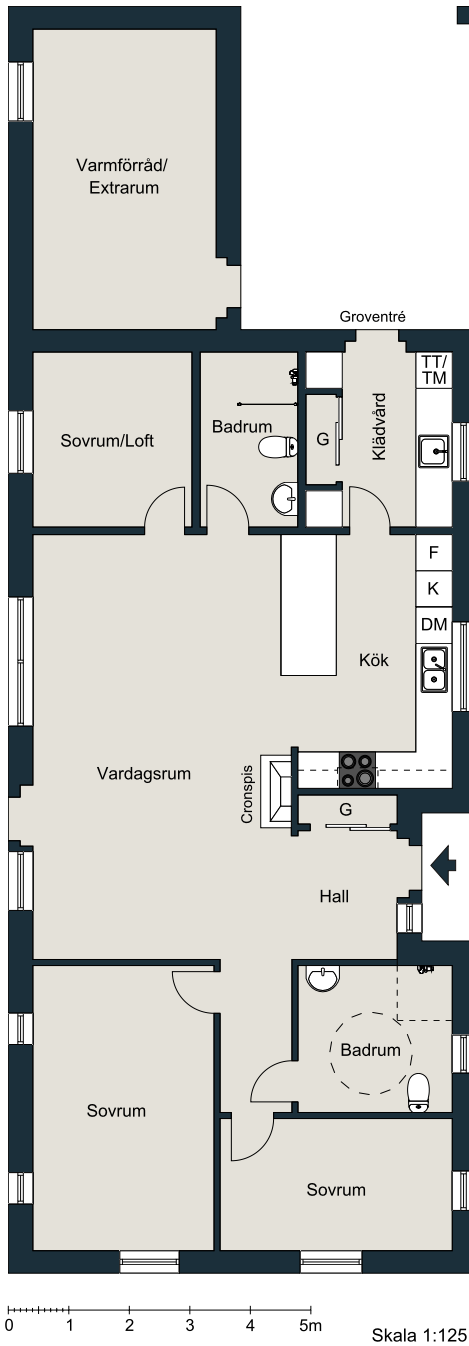 Varmförråd/
Extrarum
Groventré
TT/
TM
Sovrum/Loft
Badrum
G
Klädvård
F
K
DM
Kök
Vardagsrum
Cronspis
G
Hall
Badrum
Sovrum
Sovrum
0 1 2 3 4 5m
Skala 1:125